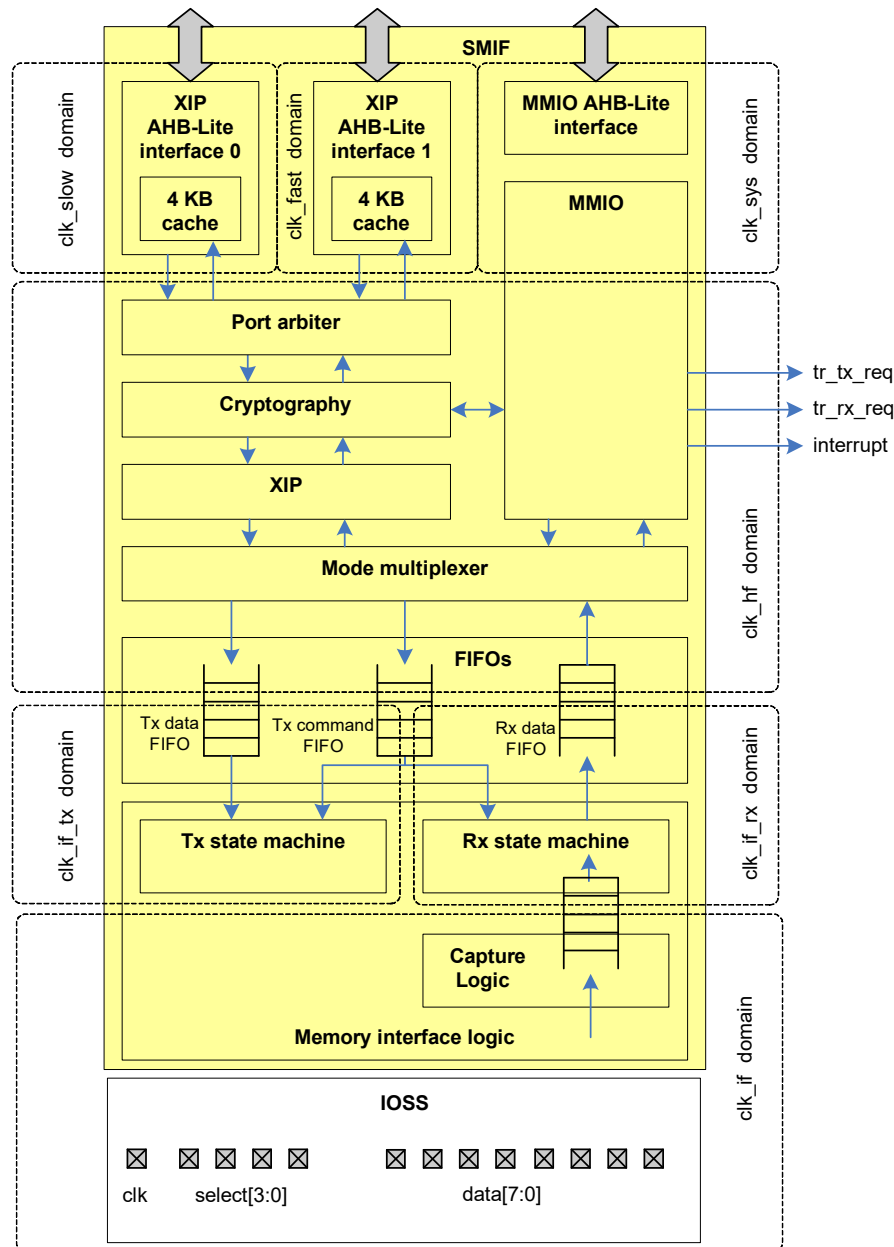 SMIF
clk_slow domain
XIP
AHB-Lite
interface 0
4 KB
cache
clk_fast domain
XIP
AHB-Lite
interface 1
4 KB
cache
MMIO AHB-Lite
interface
MMIO
clk_sys domain
Port arbiter
Cryptography
XIP
tr_tx_req
tr_rx_req
interrupt
Mode multiplexer
clk_hf domain
FIFOs
Tx data
FIFO
Tx command
FIFO
Rx data
FIFO
clk_if_tx domain
Tx state machine
Rx state machine
clk_if_rx domain
Capture
Logic
Memory interface logic
clk_if domain
IOSS
clk
select[3:0]
data[7:0]